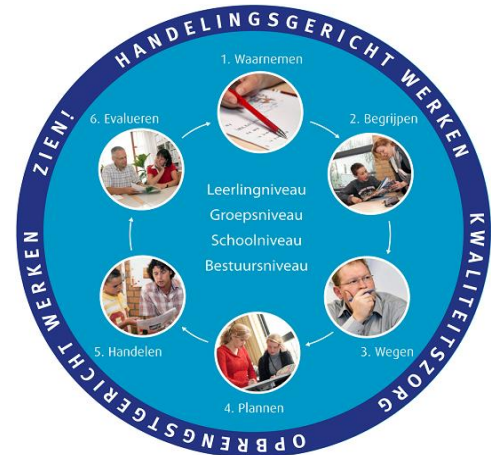 HANDELINGSGERICHT WERKEN
KWALITEITSZORG
OPBRENGSTGERICHT WERKEN
ZIEN!
1. Waarnemen
2. Begrijpen
3. Wegen
4. Plannen
5. Handelen
6. Evalueren
Leerlingniveau
Groepsniveau
Schoolniveau
Bestuursniveau